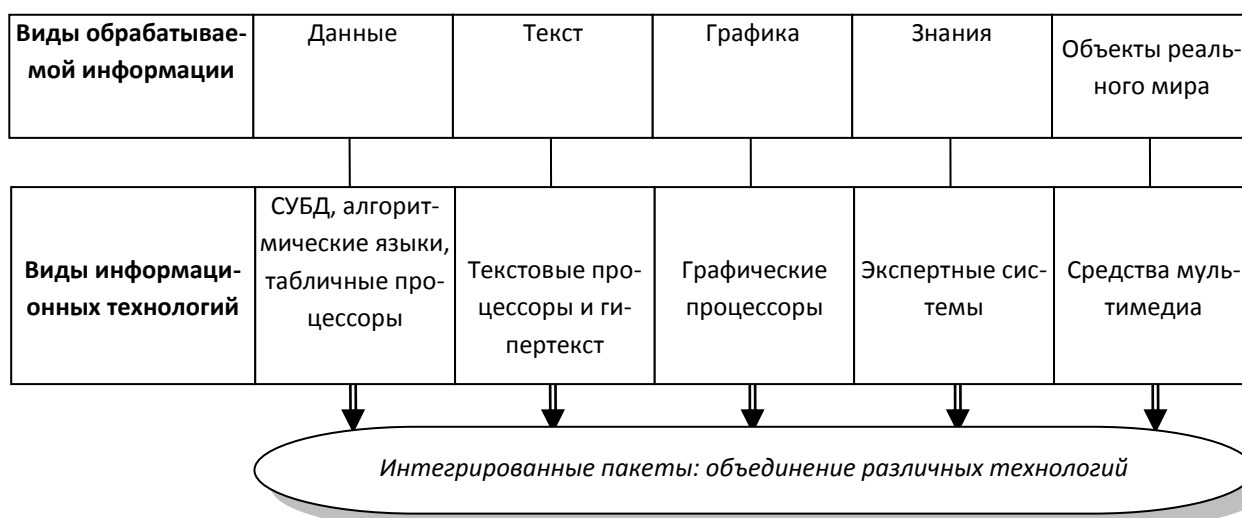 Виды обрабатывае-
мой информации
Данные
Текст
Графика
Знания
Объекты реаль-
ного мира
Виды информаци-
онных технологий
СУБД, алгорит-
мические языки,
табличные про-
цессоры
Текстовые про-
цессоры и ги-
пертекст
Графические
процессоры
Экспертные сис-
темы
Средства муль-
тимедиа
Интегрированные пакеты: объединение различных технологий